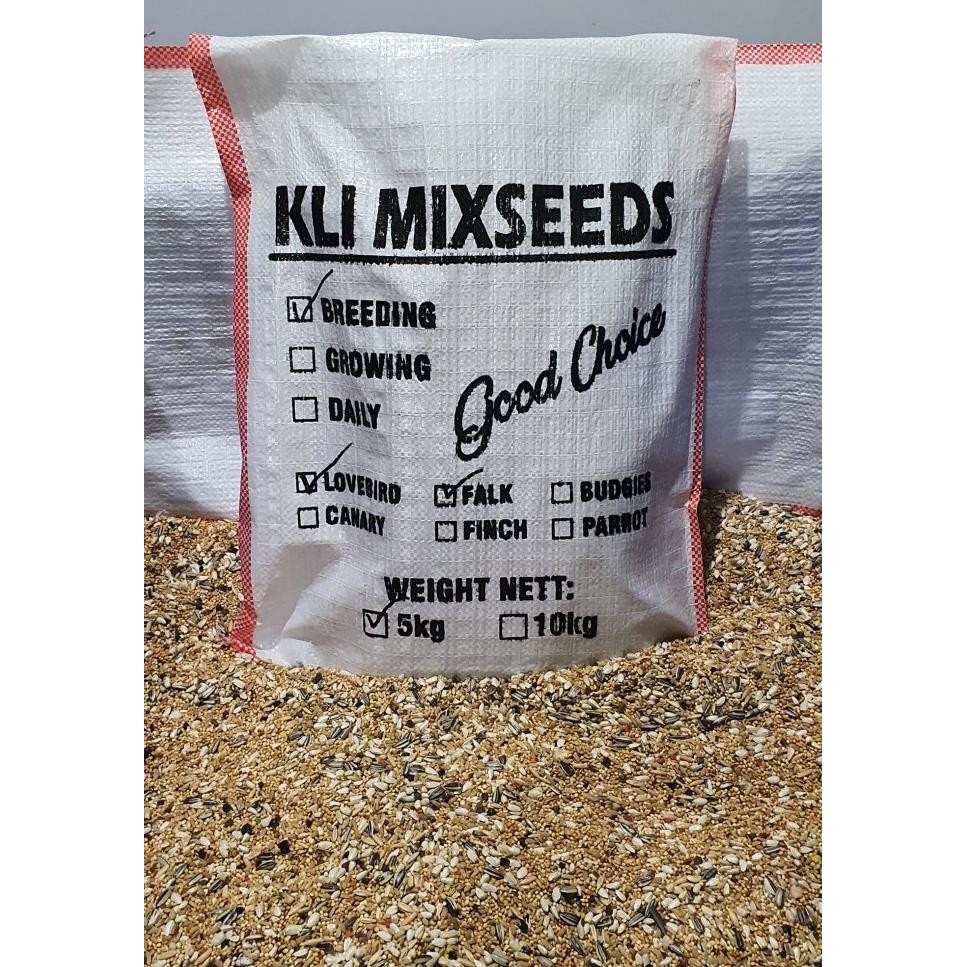 KLI MIXSEEDS
BREEDING
GROWING
DAILY
Good Choice
LOVEBIRD FALK BUDGIES
CANARY FINCH PARROT
WEIGHT NETT:
5kg 10kg